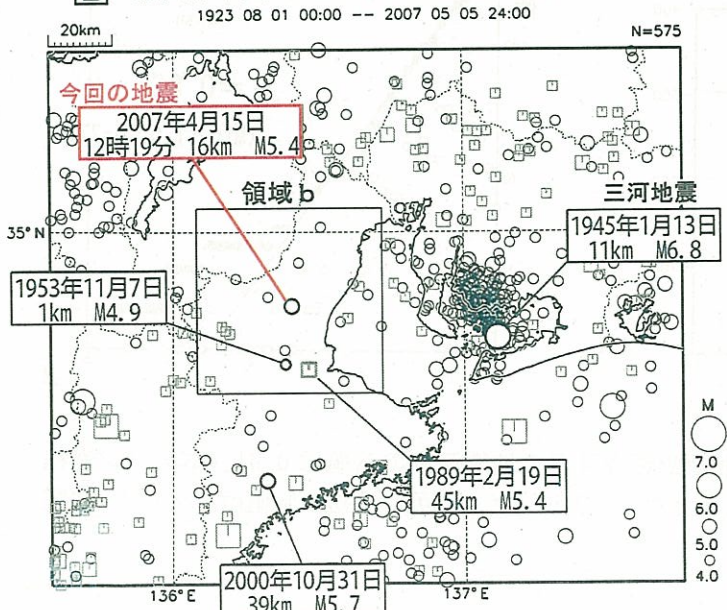 1923 08 01 00:00 -- 2007 05 05 24:00
20km
N=575
今回の地震
2007年4月15日
12時19分 16km M5.4
領域b
三河地震
1945年1月13日
11km M6.8
35°N
1953年11月7日
1km M4.9
1989年2月19日
45km M5.4
2000年10月31日
39km M5.7
136°E
137°E
M
7.0
6.0
5.0
4.0